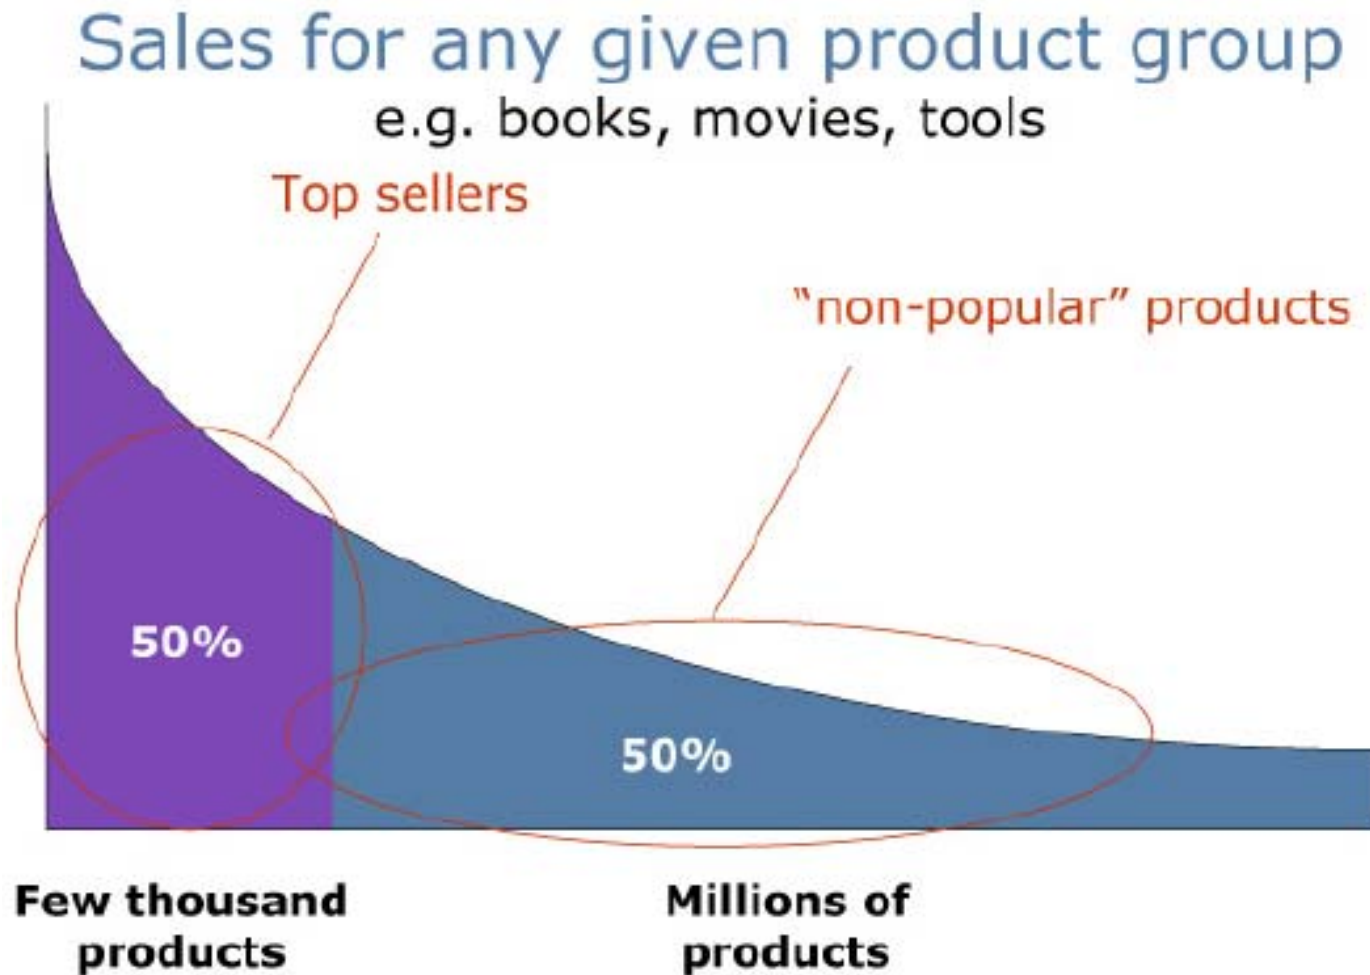 Sales for any given product group
e.g. books, movies, tools
Top sellers
“non-popular” products
50%
50%
Few thousand
products
Millions of
products